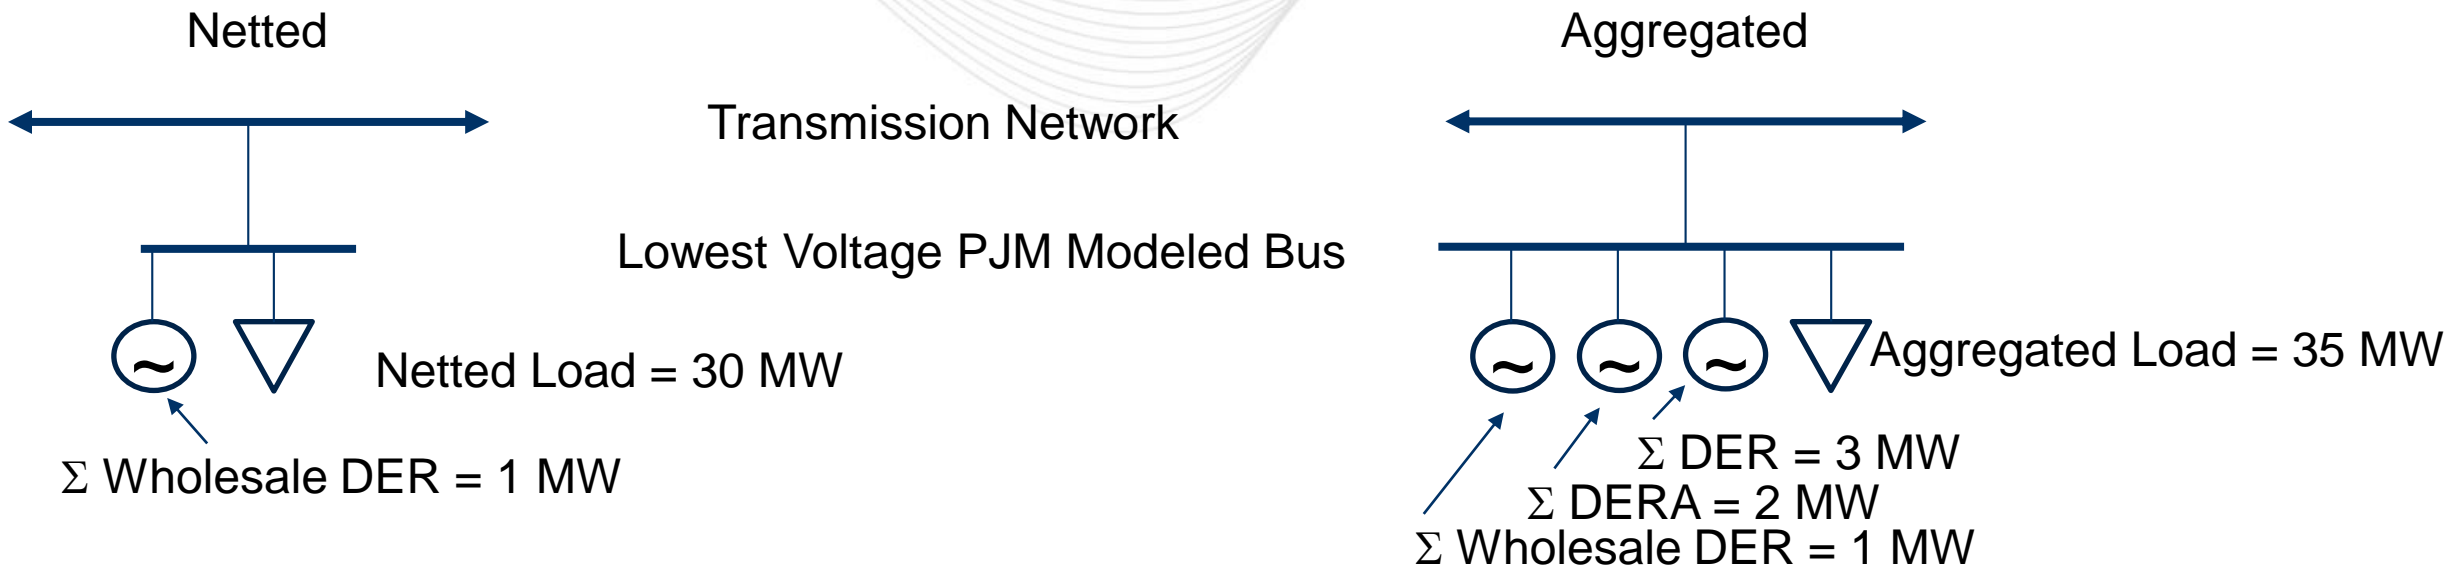 Netted
Aggregated
Transmission Network
Lowest Voltage PJM Modeled Bus
~
~
~
~
Netted Load = 30 MW
Aggregated Load = 35 MW
Σ Wholesale DER = 1 MW
Σ DER = 3 MW
Σ DERA = 2 MW
Σ Wholesale DER = 1 MW